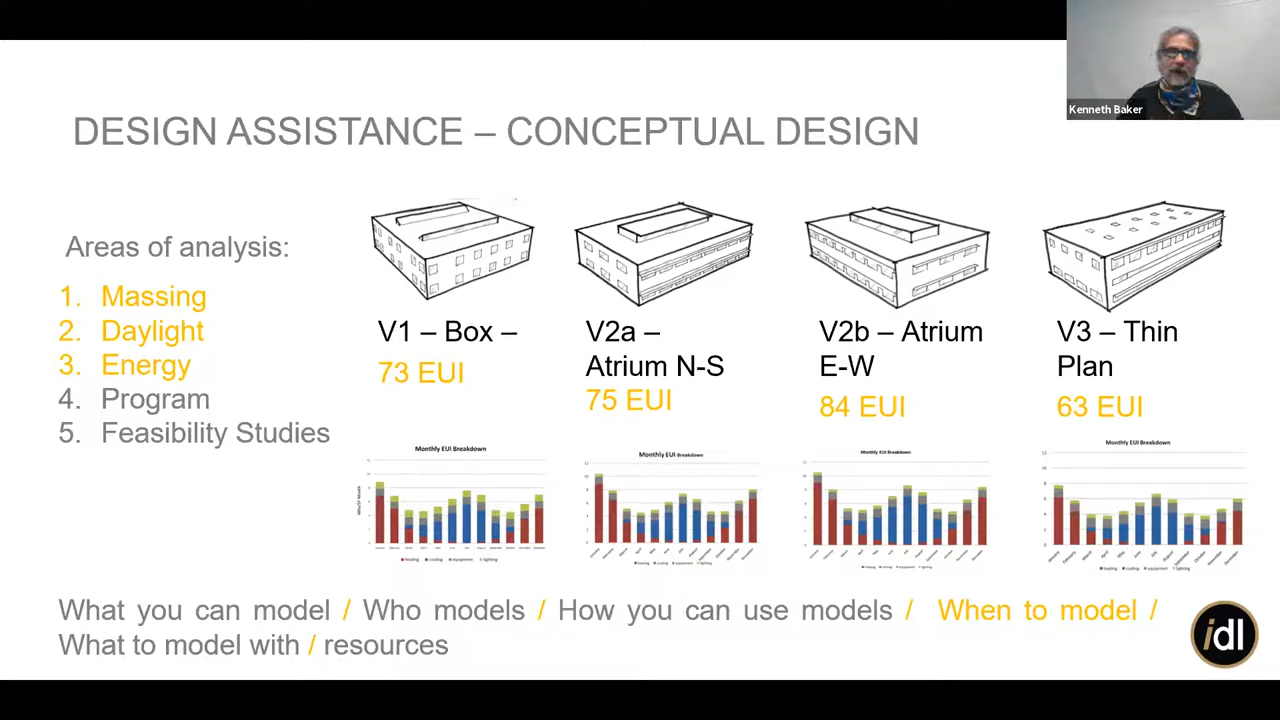 Kenneth Baker
DESIGN ASSISTANCE – CONCEPTUAL DESIGN
Areas of analysis:
1. Massing
2. Daylight
3. Energy
4. Program
5. Feasibility Studies
V1 – Box –
73 EUI
V2a –
Atrium N-S
75 EUI
V2b – Atrium
E-W
84 EUI
V3 – Thin
Plan
63 EUI
Monthly EUI Breakdown
Monthly EUI Breakdown
Monthly EUI Breakdown
Monthly EUI Breakdown
What you can model / Who models / How you can use models / When to model /
What to model with / resources
idl